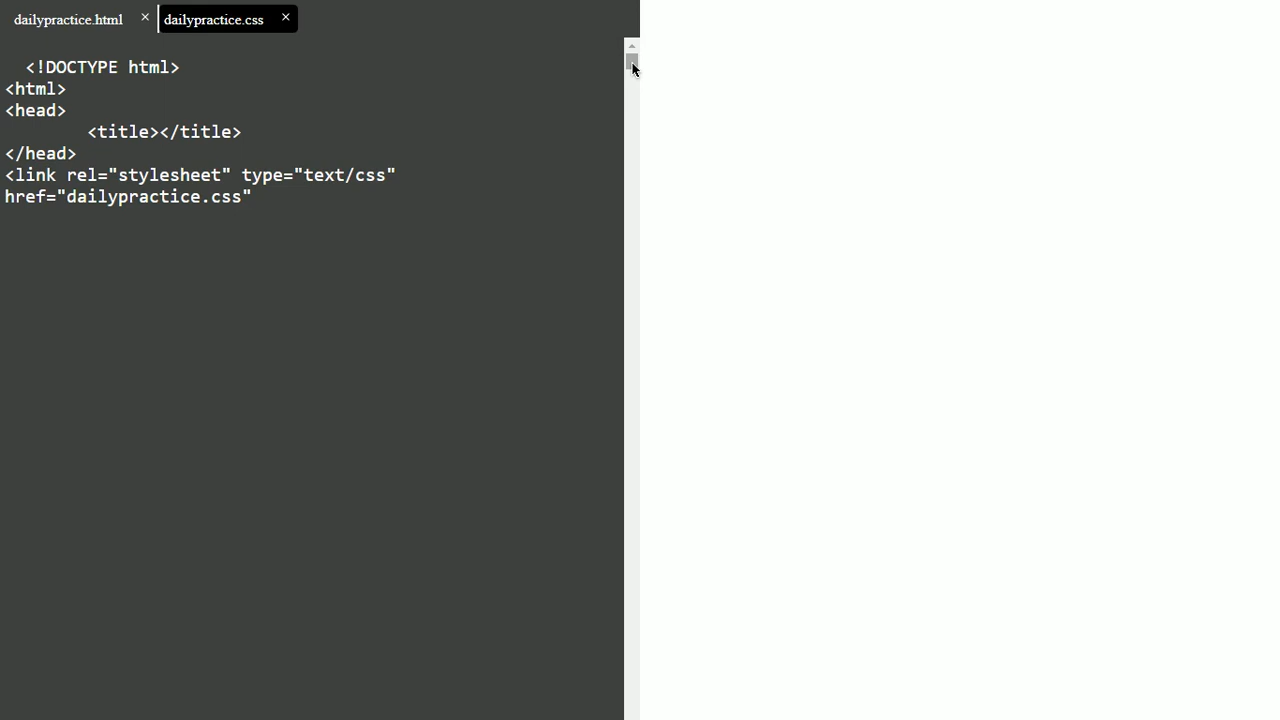 dailypractice.html × dailypractice.css ×
<!DOCTYPE html>
<html>
<head>
<title></title>
</head>
<link rel="stylesheet" type="text/css"
href="dailypractice.css"